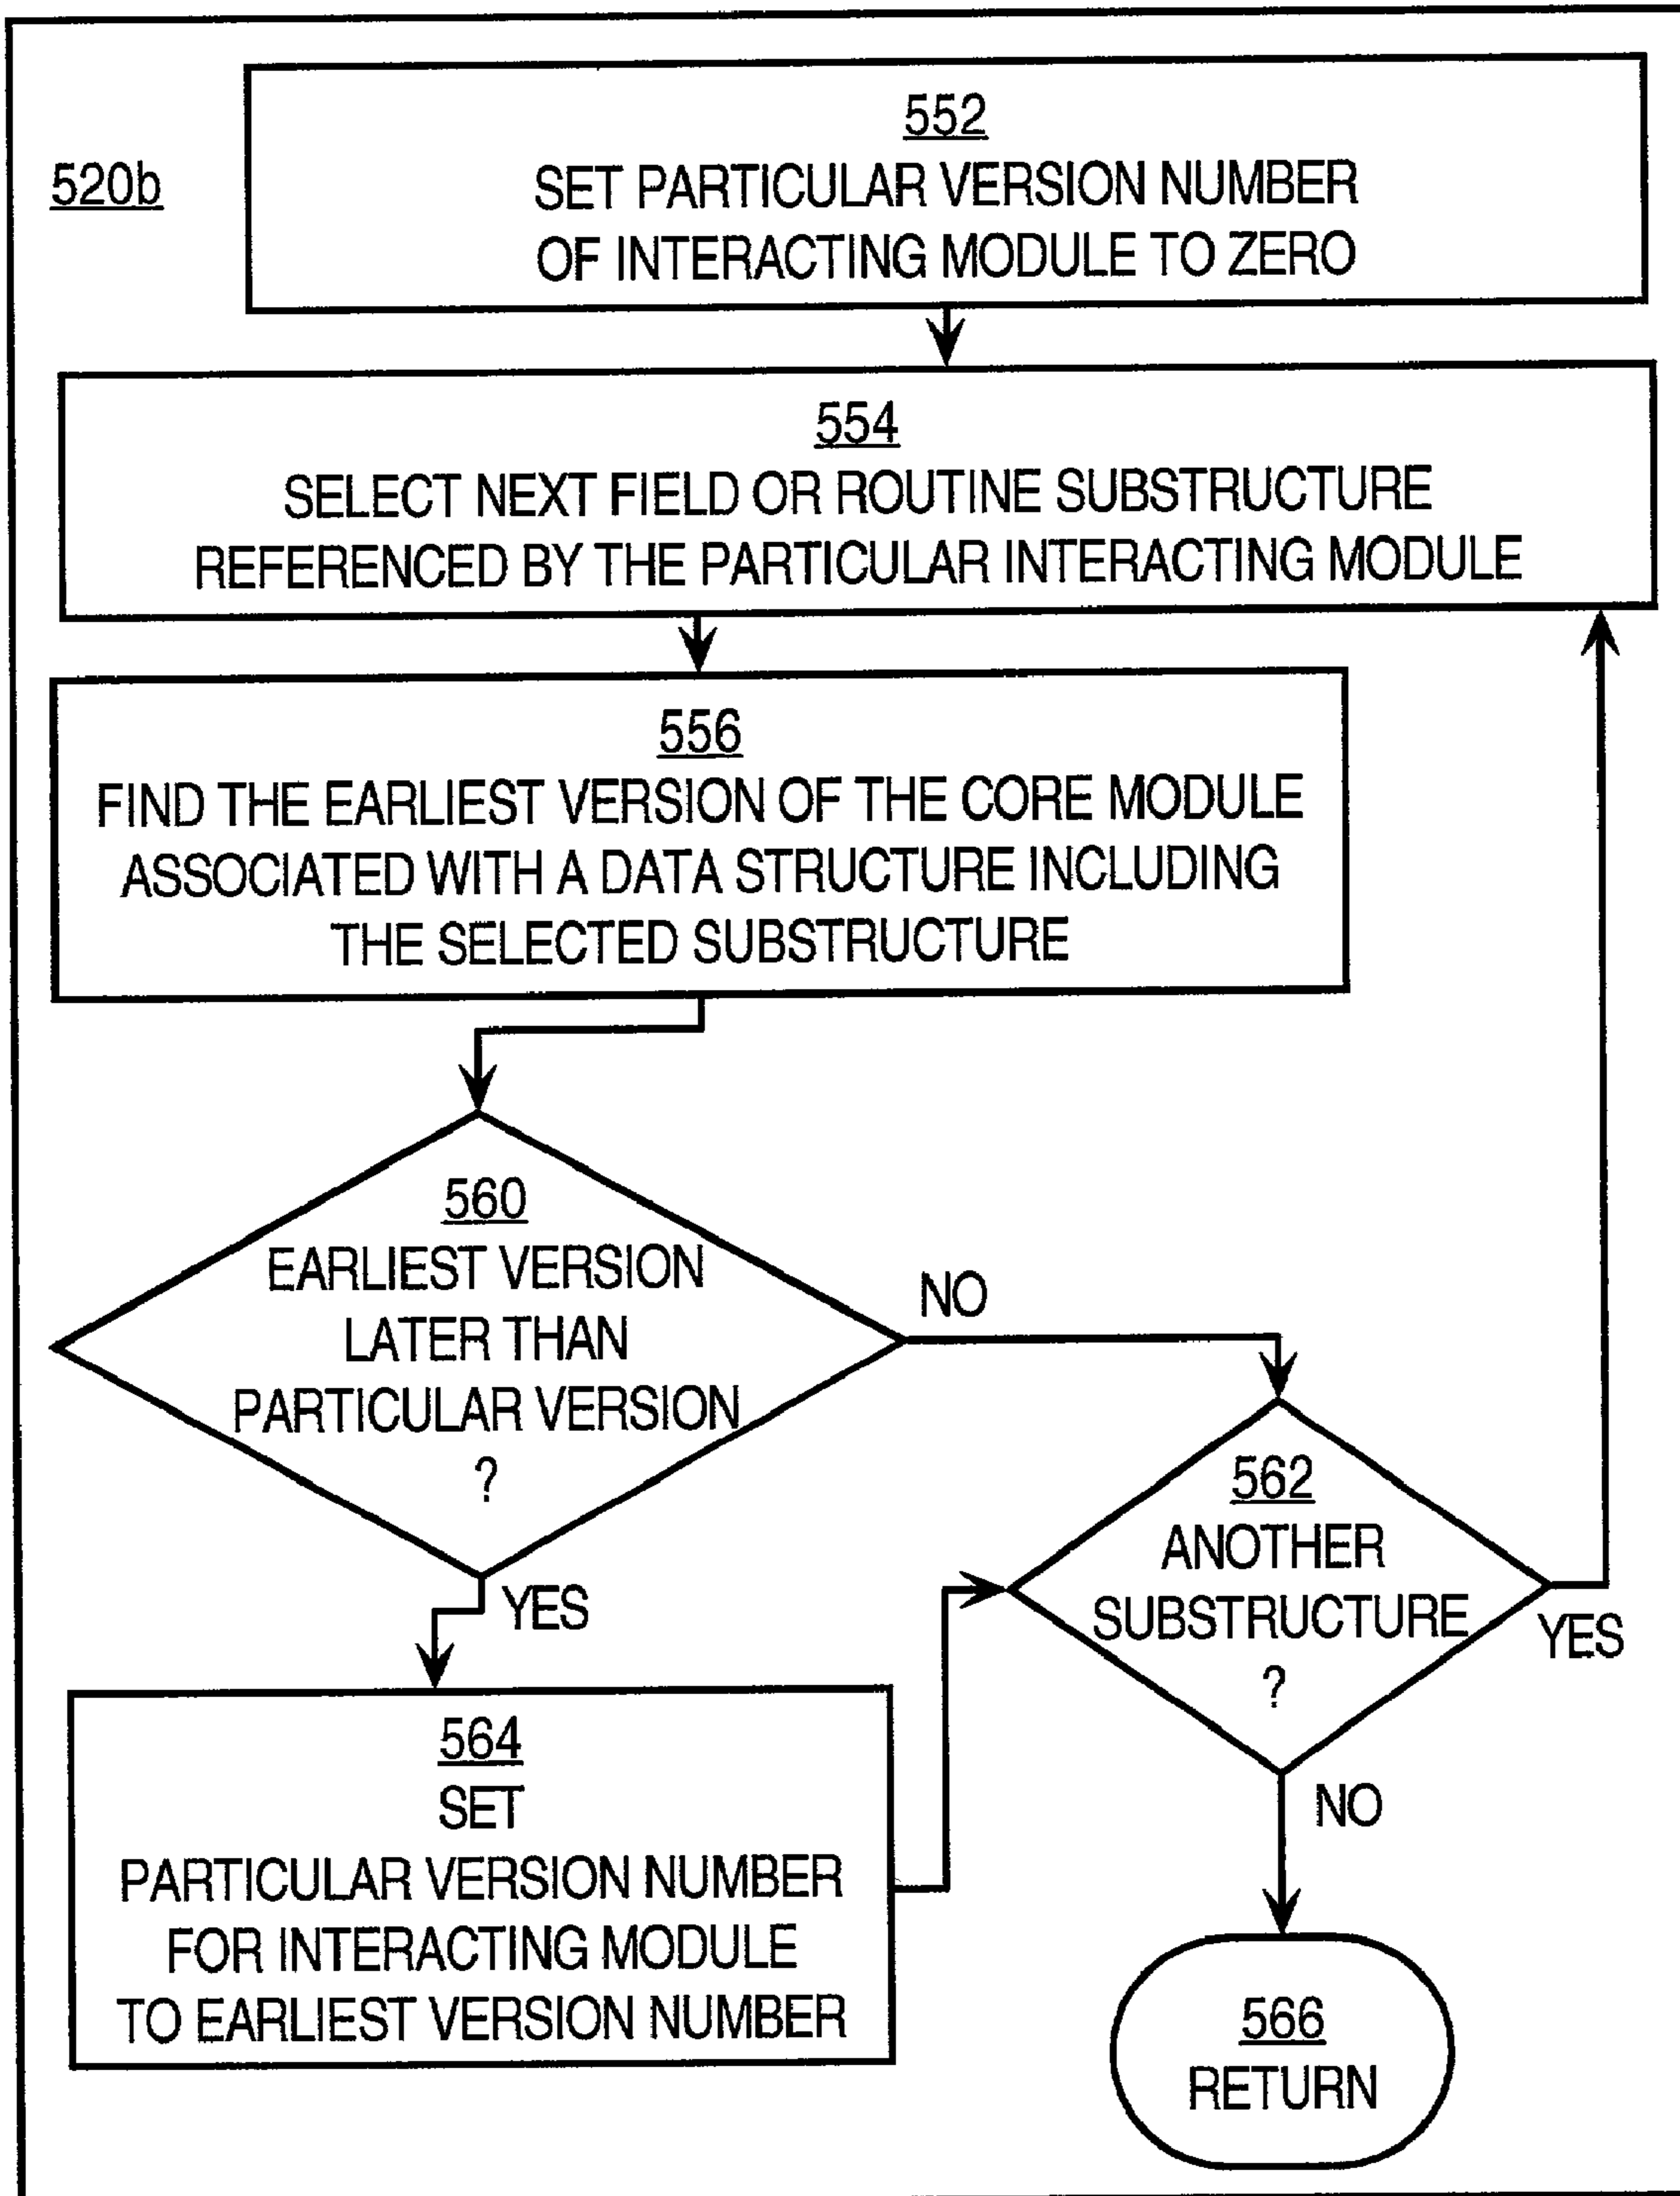 520b
552
SET PARTICULAR VERSION NUMBER
OF INTERACTING MODULE TO ZERO
554
SELECT NEXT FIELD OR ROUTINE SUBSTRUCTURE
REFERENCED BY THE PARTICULAR INTERACTING MODULE
556
FIND THE EARLIEST VERSION OF THE CORE MODULE
ASSOCIATED WITH A DATA STRUCTURE INCLUDING
THE SELECTED SUBSTRUCTURE
560
EARLIEST VERSION
LATER THAN
PARTICULAR VERSION
?
NO
YES
562
ANOTHER
SUBSTRUCTURE
?
YES
NO
564
SET
PARTICULAR VERSION NUMBER
FOR INTERACTING MODULE
TO EARLIEST VERSION NUMBER
566
RETURN